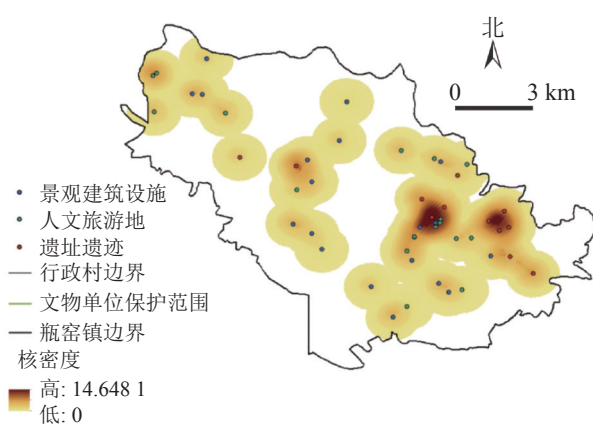 北
0 3 km
景观建筑设施
人文旅游地
遗址遗迹
行政村边界
文物单位保护范围
瓶窑镇边界
核密度
高: 14.648 1
低: 0